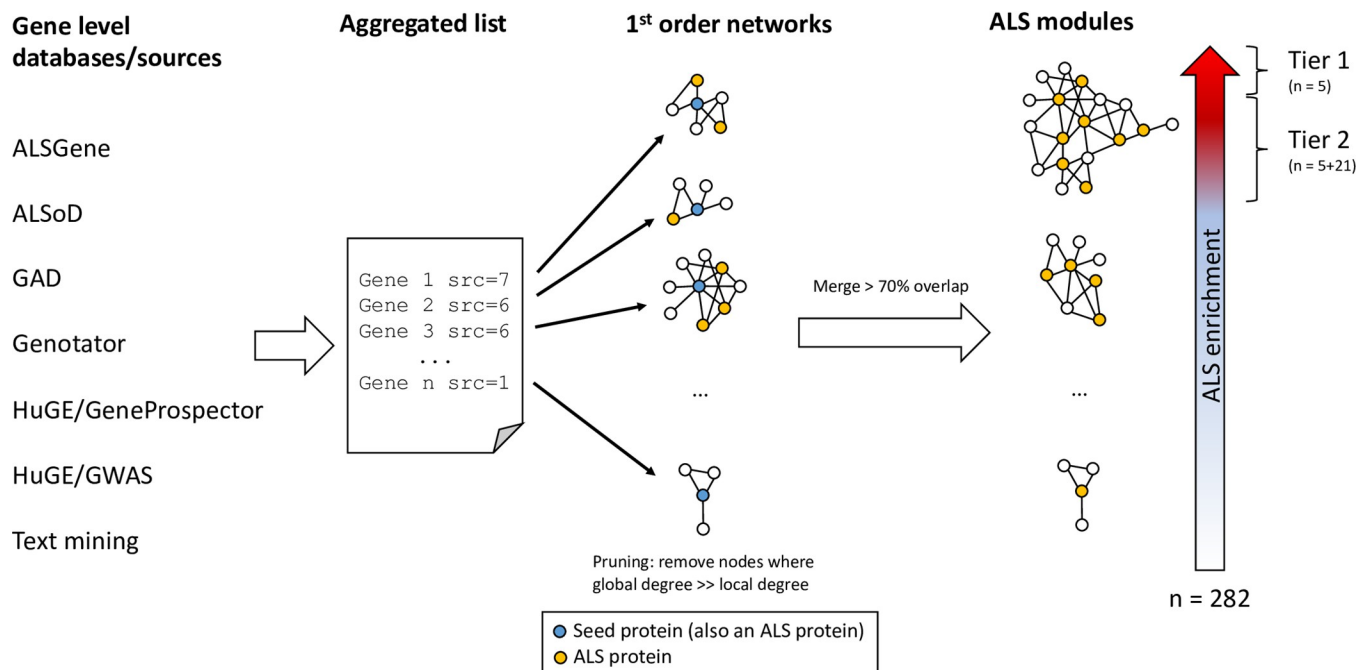 Gene level
databases/sources
ALSGene
ALSoD
GAD
Genotator
HuGE/GeneProspector
HuGE/GWAS
Text mining
Aggregated list
Gene 1 src=7
Gene 2 src=6
Gene 3 src=6
...
Gene n src=1
1st order networks
...
Pruning: remove nodes where
global degree >> local degree
Seed protein (also an ALS protein)
ALS protein
Merge > 70% overlap
ALS modules
...
ALS enrichment
Tier 1
(n = 5)
Tier 2
(n = 5+21)
n = 282